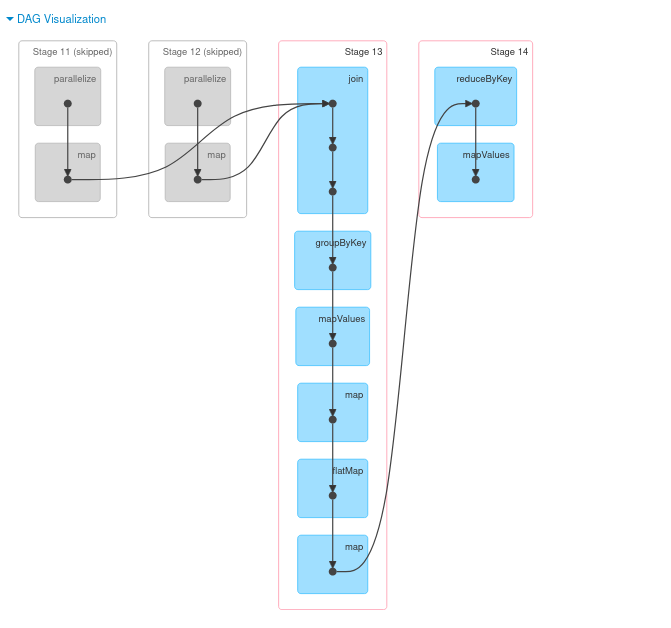 DAG Visualization
Stage 11 (skipped)
parallelize
map
Stage 12 (skipped)
parallelize
map
Stage 13
join
groupByKey
mapValues
map
flatMap
map
Stage 14
reduceByKey
mapValues